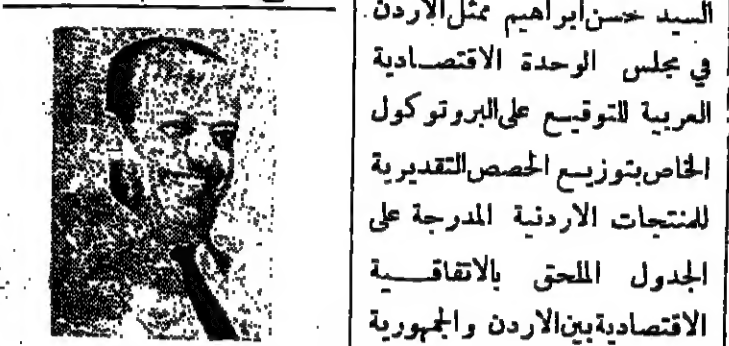 السيد حسن ابراهيم ممثل الاردن
في مجلس الوحدة الاقتصادية
العربية للتوقيع على البروتوكول
الخاص بتوزيع الحصص التقديرية
للمنتجات الاردنية المدرجة على
الجدول الملحق بالاتفاقية
الاقتصادية بين الاردن والجمهورية